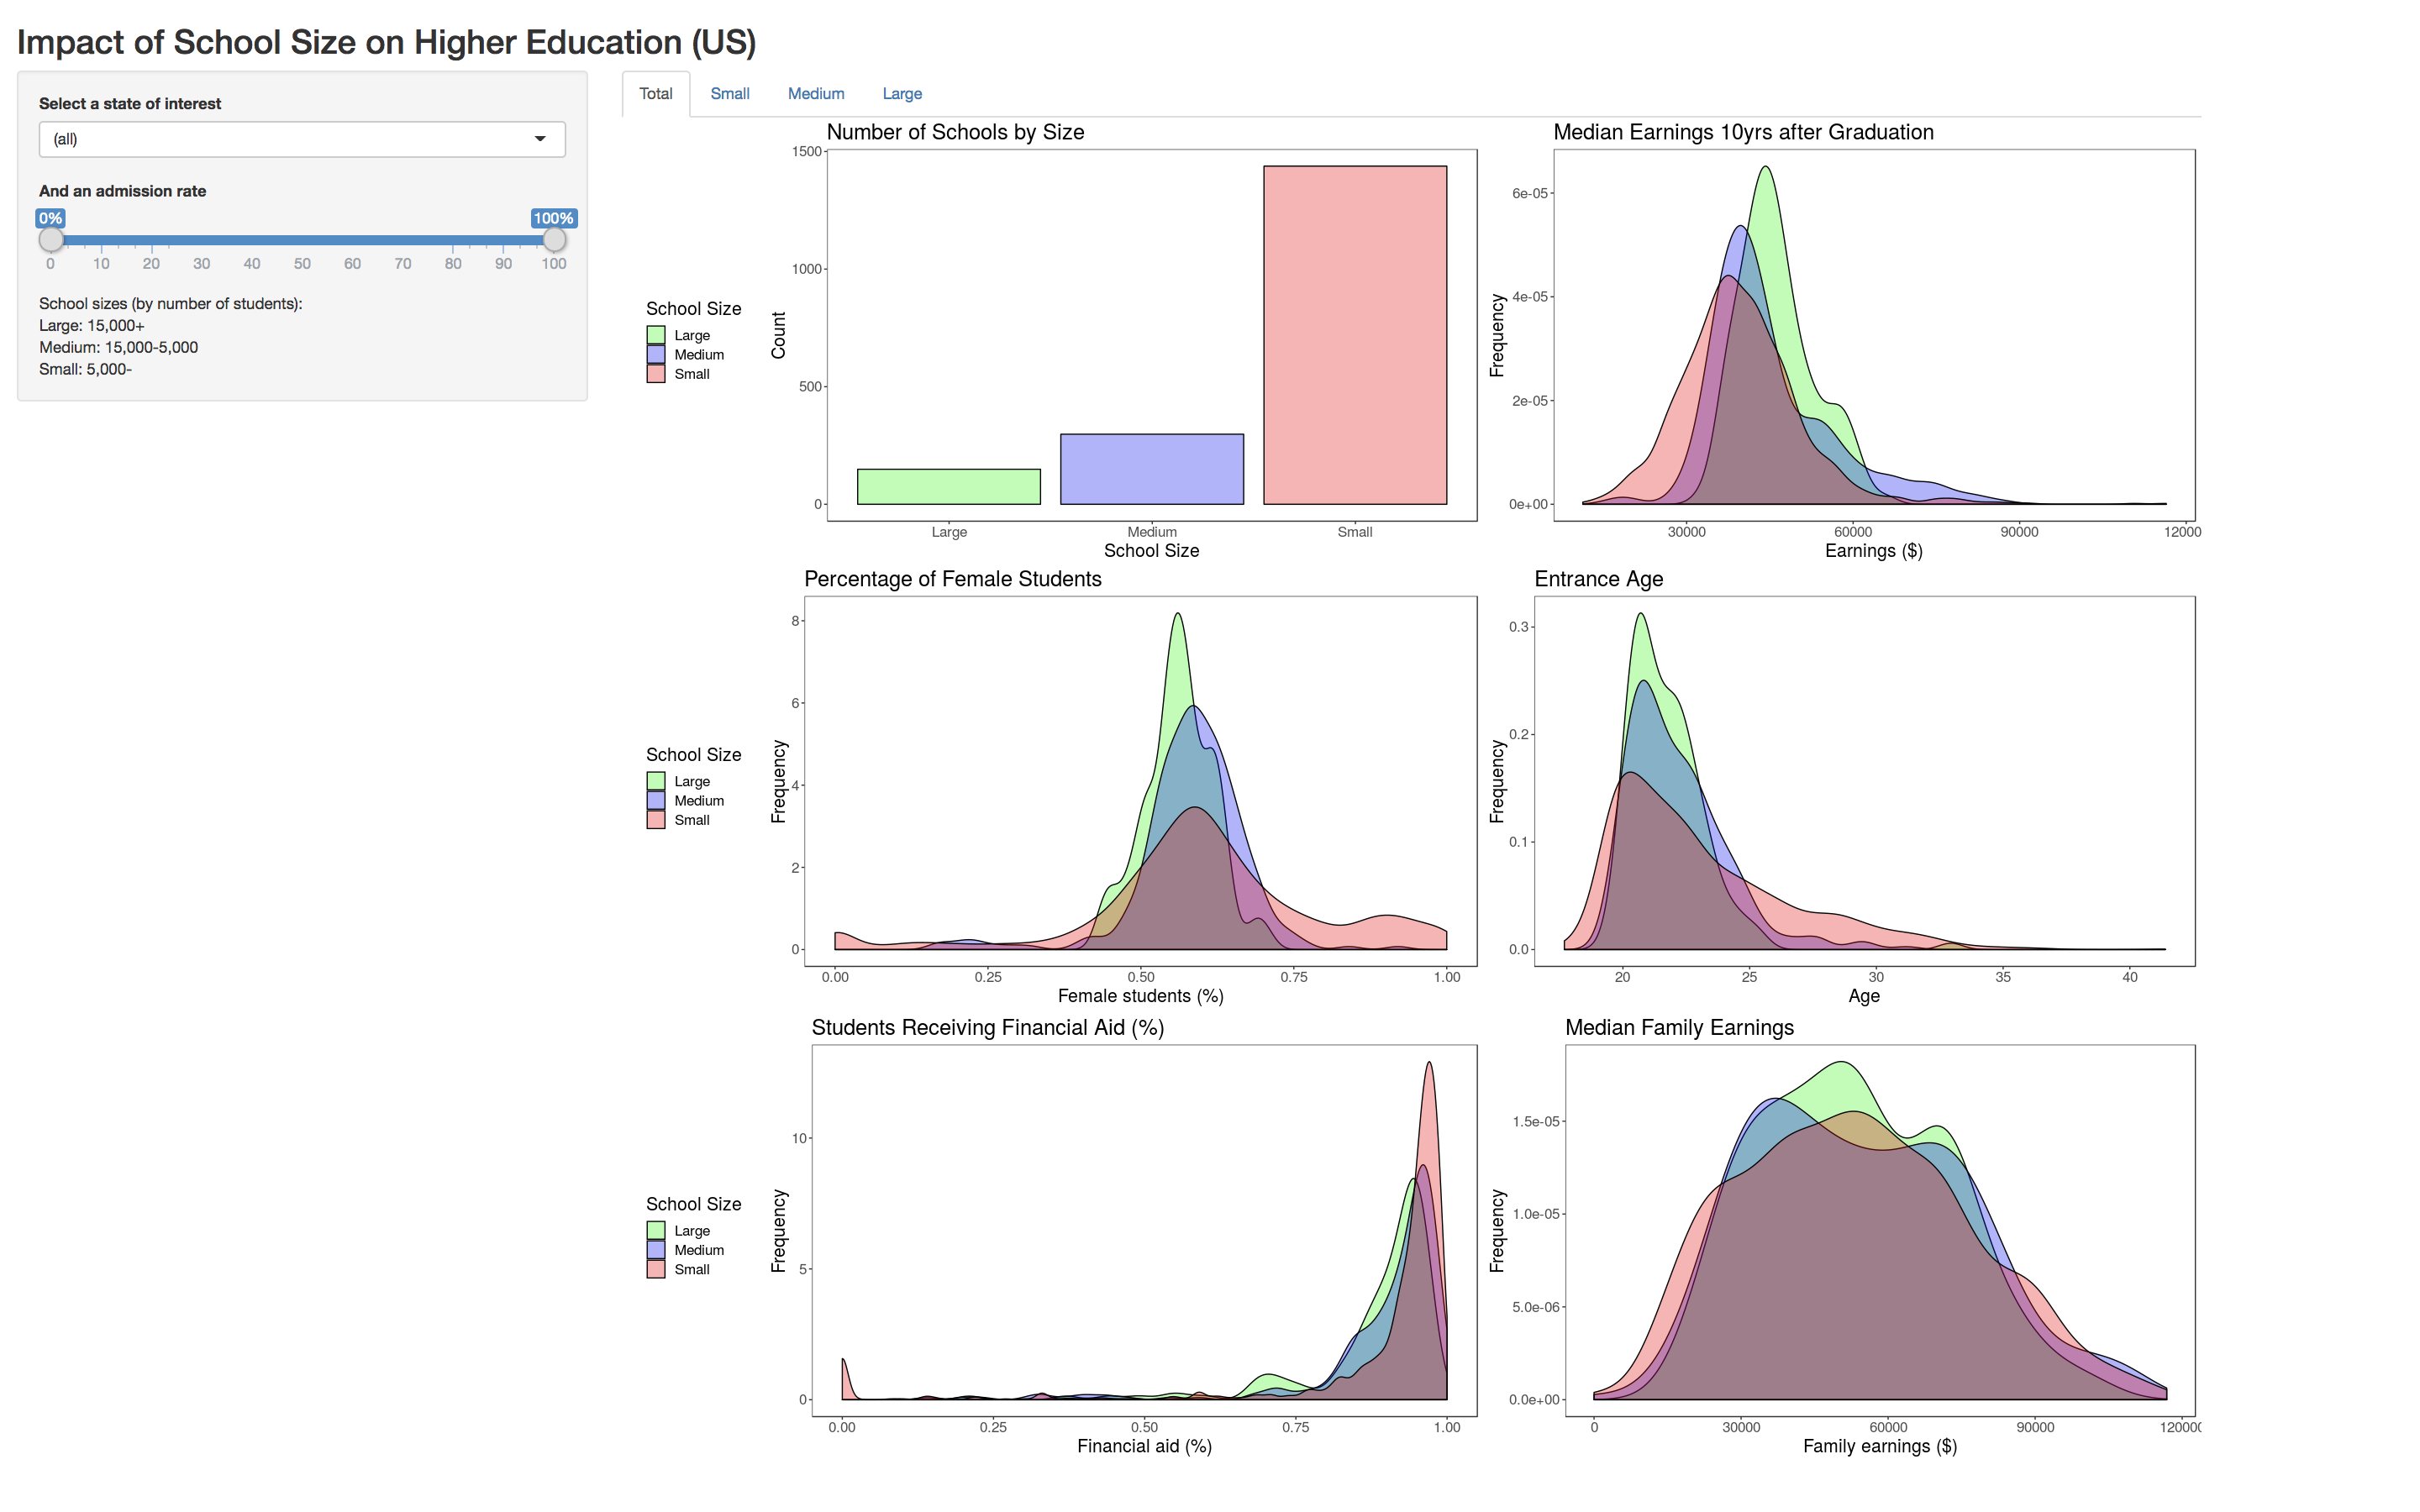 Impact of School Size on Higher Education (US)
Select a state of interest
(all)
And an admission rate
0% 100%
0 10 20 30 40 50 60 70 80 90 100
School sizes (by number of students):
Large: 15,000+
Medium: 15,000-5,000
Small: 5,000-
Total Small Medium Large
Number of Schools by Size
School Size
Large
Medium
Small
Count
1500
1000
500
0
Large Medium Small
School Size
Median Earnings 10yrs after Graduation
Frequency
6e-05
4e-05
2e-05
0e+00
30000 60000 90000 12000
Earnings ($)
Percentage of Female Students
School Size
Large
Medium
Small
Frequency
8
6
4
2
0
0.00 0.25 0.50 0.75 1.00
Female students (%)
Entrance Age
Frequency
0.3
0.2
0.1
0.0
20 25 30 35 40
Age
Students Receiving Financial Aid (%)
School Size
Large
Medium
Small
Frequency
10
5
0
0.00 0.25 0.50 0.75 1.00
Financial aid (%)
Median Family Earnings
Frequency
1.5e-05
1.0e-05
5.0e-06
0.0e+00
0 30000 60000 90000 120000
Family earnings ($)